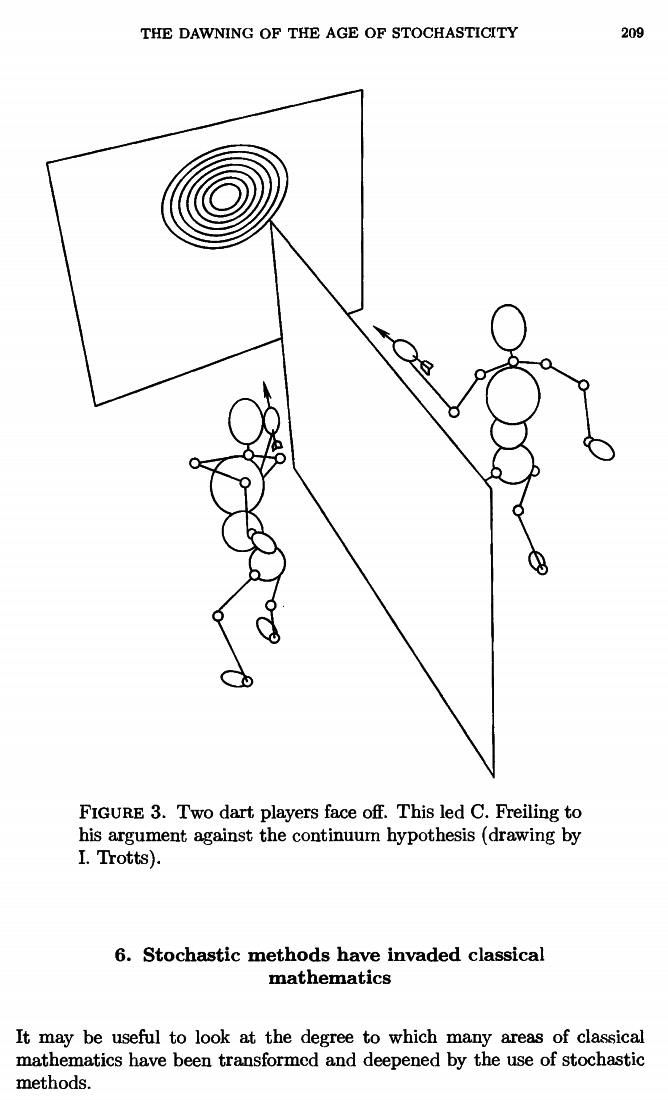 THE DAWNING OF THE AGE OF STOCHASTICITY 209
FIGURE 3. Two dart players face off. This led C. Freiling to
his argument against the continuum hypothesis (drawing by
I. Trotts).
6. Stochastic methods have invaded classical
mathematics
It may be useful to look at the degree to which many areas of classical
mathematics have been transformed and deepened by the use of stochastic
methods.